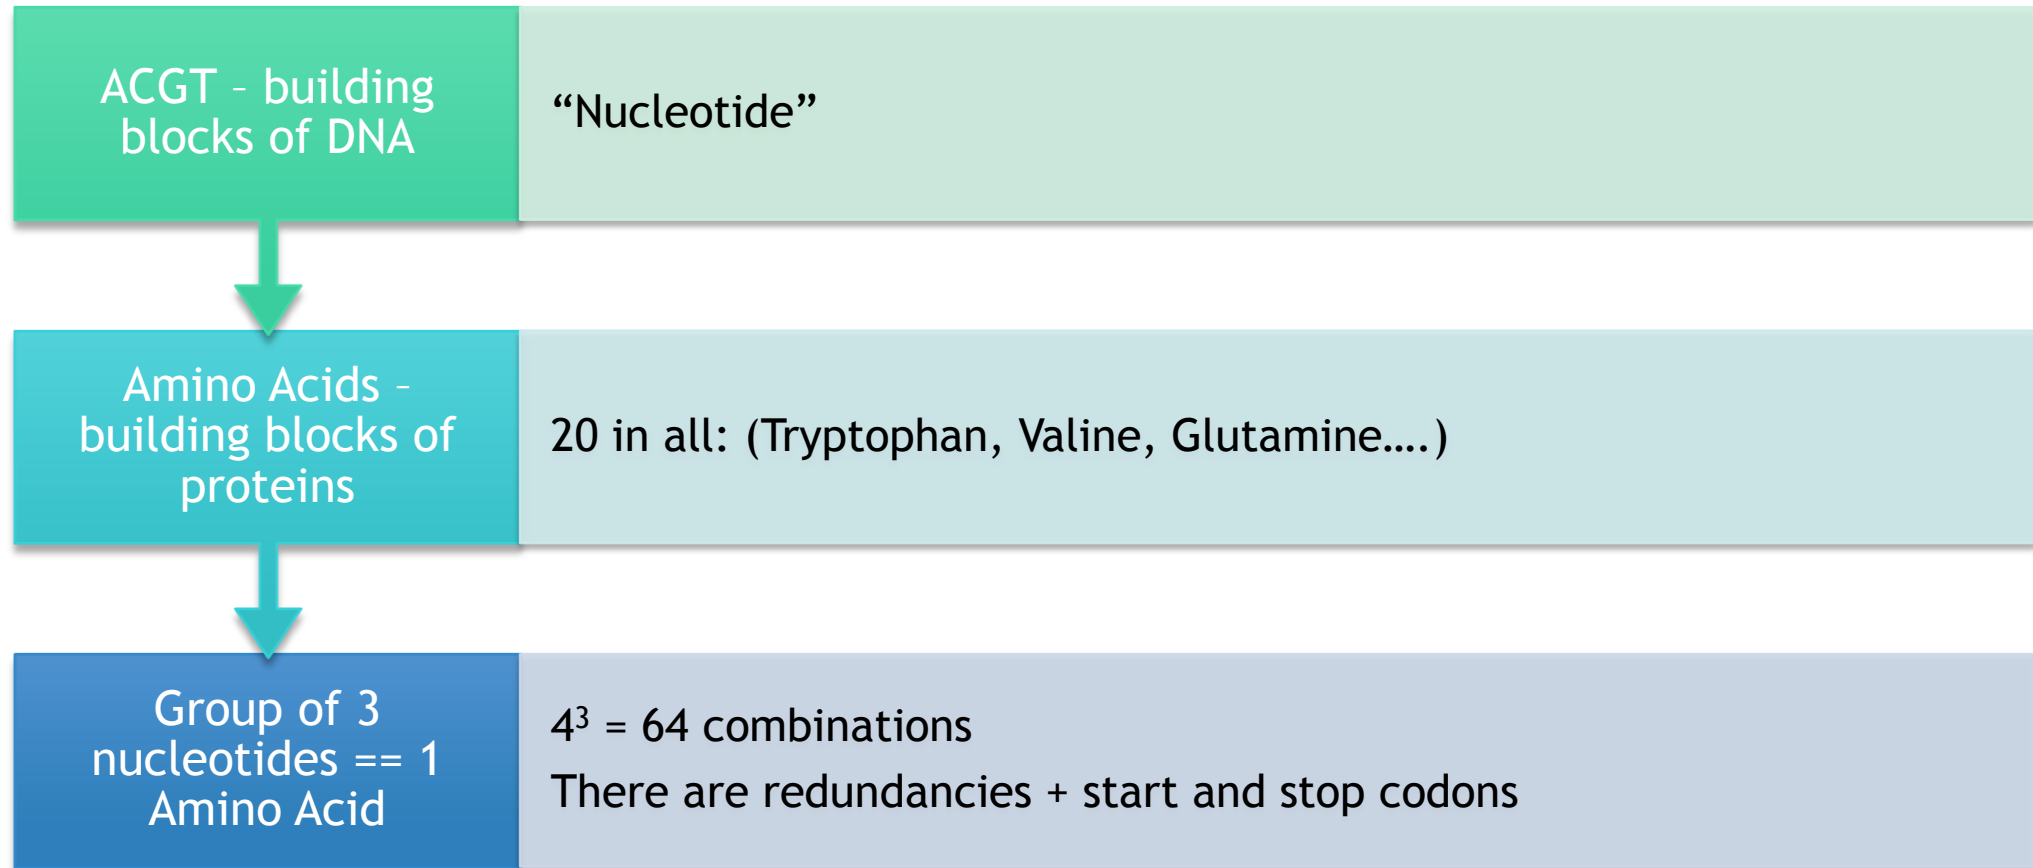 ACGT – building
blocks of DNA
“Nucleotide”
Amino Acids –
building blocks of
proteins
20 in all: (Tryptophan, Valine, Glutamine….)
Group of 3
nucleotides == 1
Amino Acid
4³ = 64 combinations
There are redundancies + start and stop codons